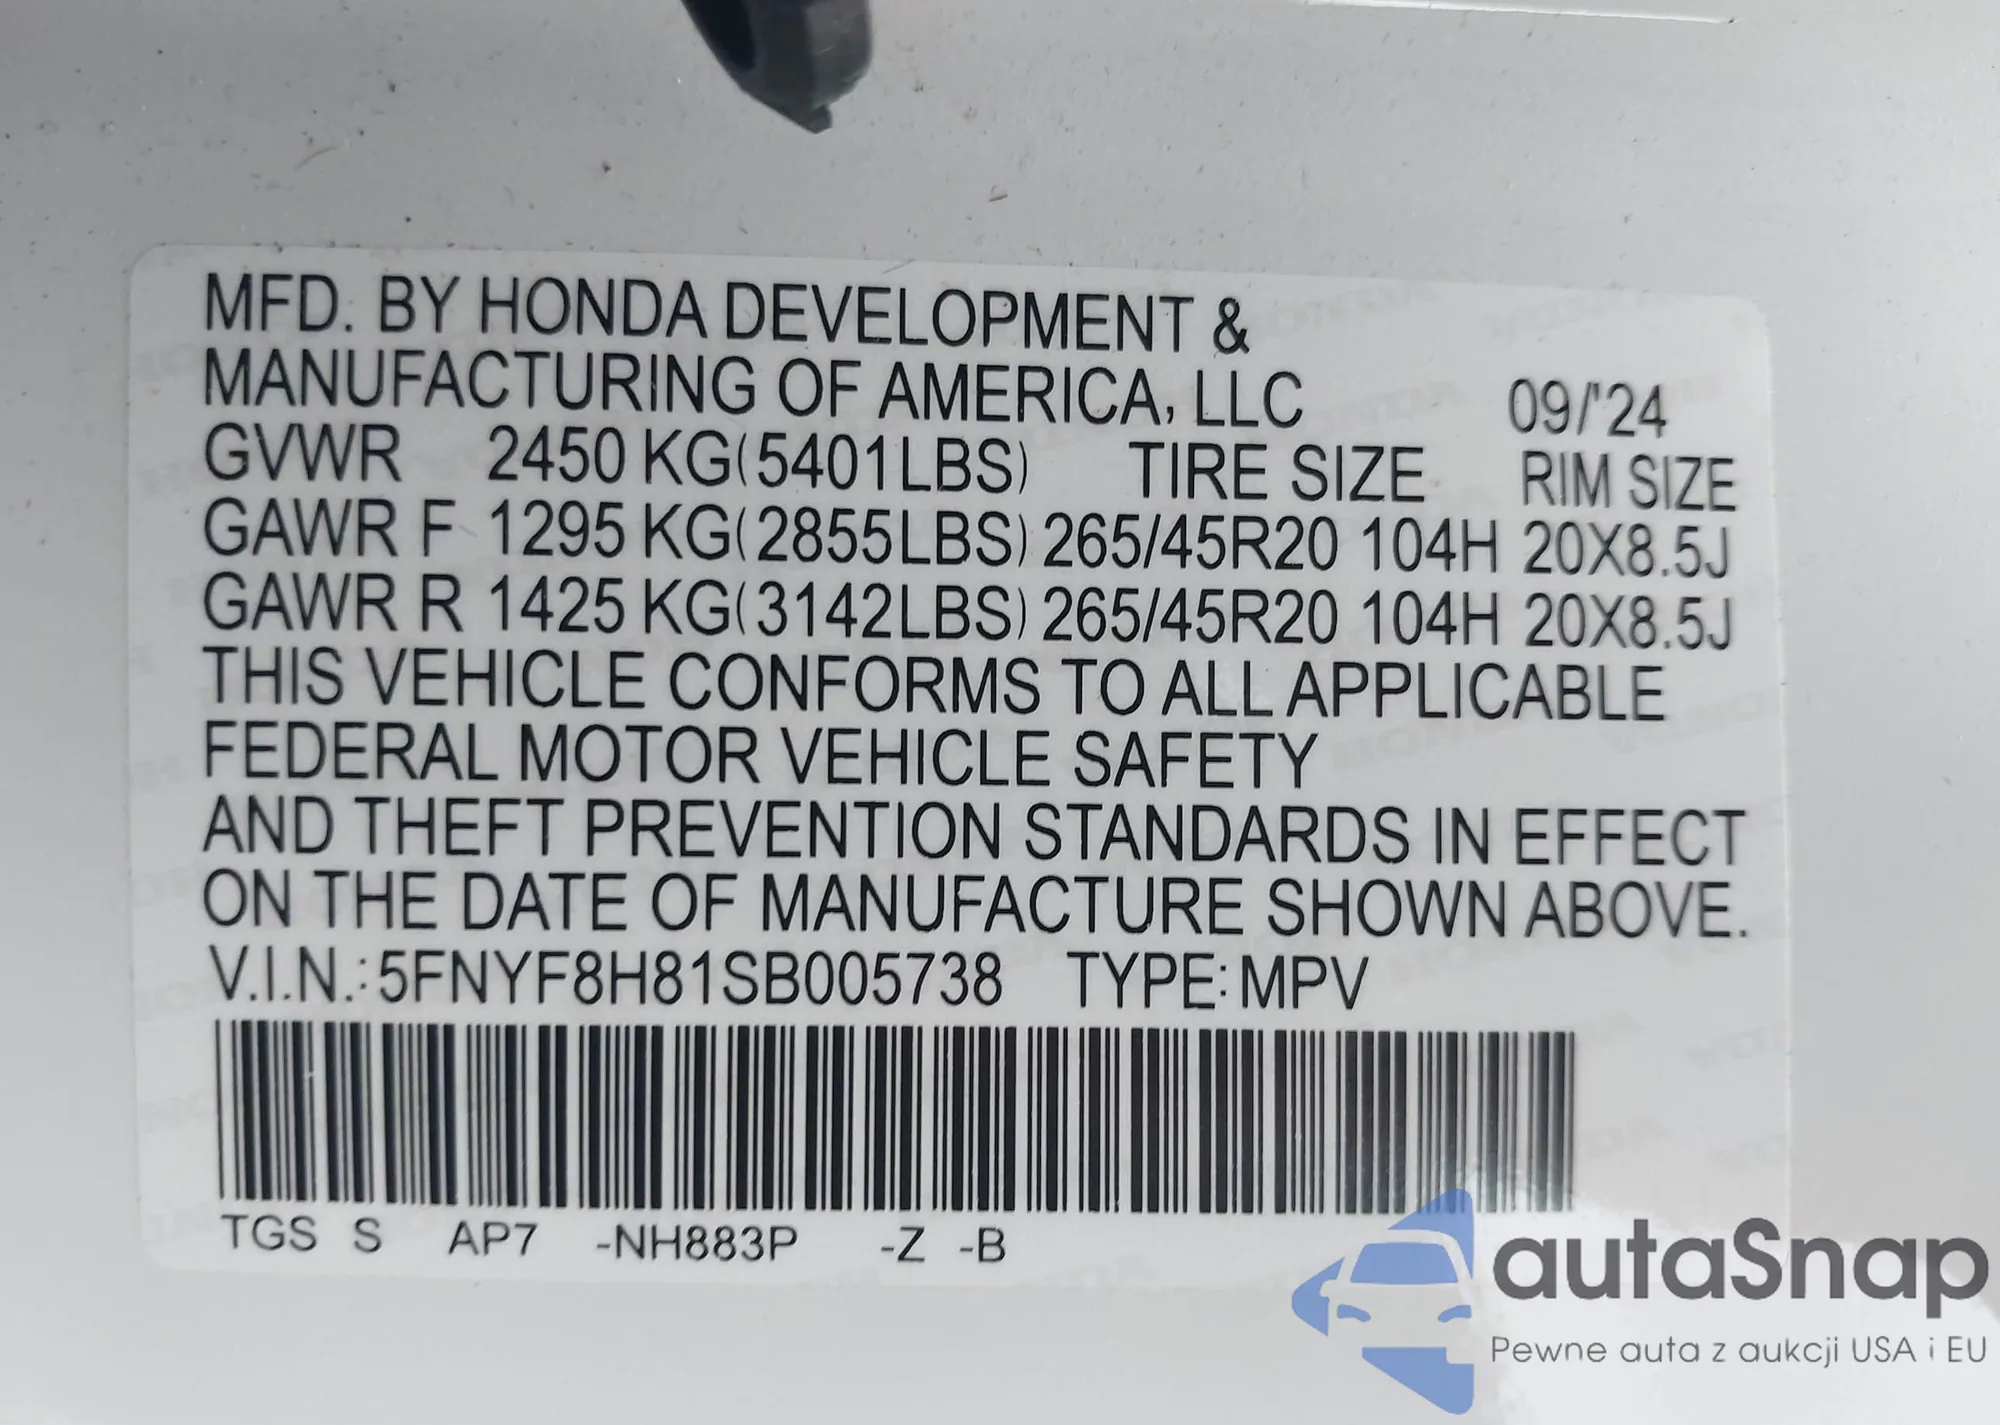 MFD. BY HONDA DEVELOPMENT &
MANUFACTURING OF AMERICA, LLC 09/'24
GVWR 2450 KG(5401LBS) TIRE SIZE RIM SIZE
GAWR F 1295 KG(2855LBS) 265/45R20 104H 20X8.5J
GAWR R 1425 KG(3142LBS) 265/45R20 104H 20X8.5J
THIS VEHICLE CONFORMS TO ALL APPLICABLE
FEDERAL MOTOR VEHICLE SAFETY
AND THEFT PREVENTION STANDARDS IN EFFECT
ON THE DATE OF MANUFACTURE SHOWN ABOVE.
V.I.N.: 5FNYF8H81SB005738 TYPE: MPV
TGS S AP7 -NH883P -Z -B
autaSnap
Pewne auta z aukcji USA i EU